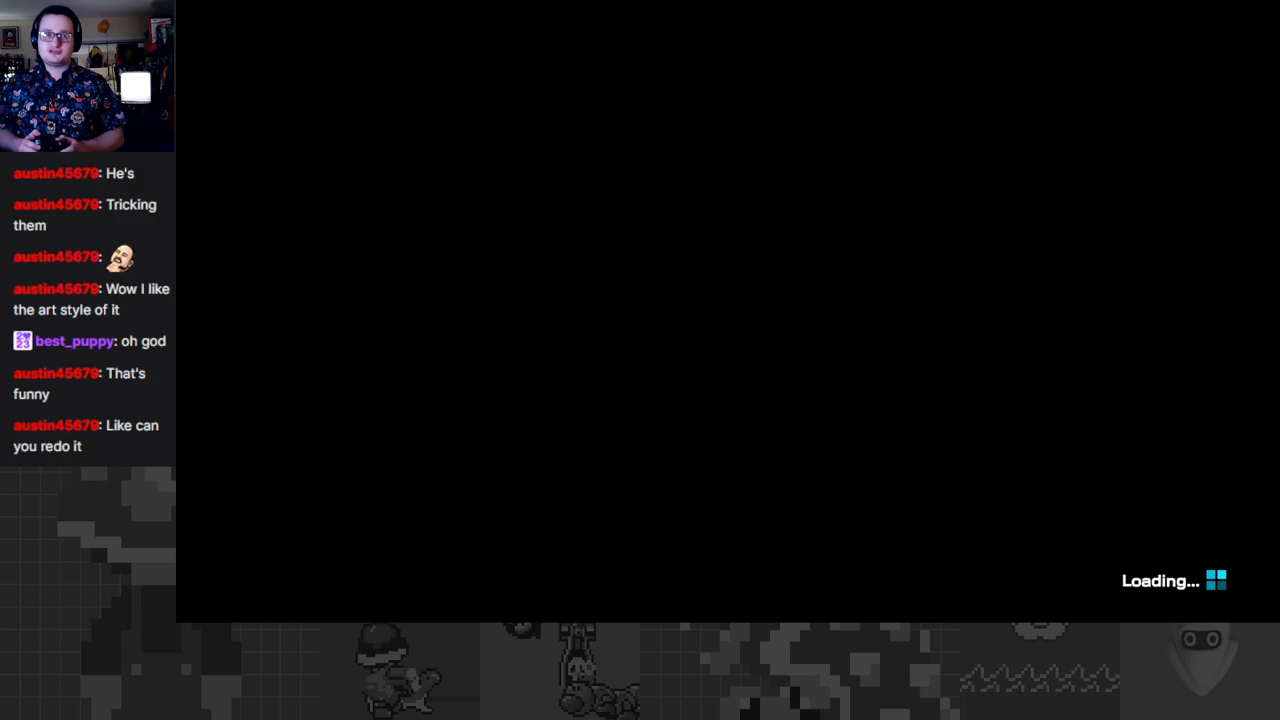 austin45679: He's
austin45679: Tricking
them
austin45679:
austin45679: Wow I like
the art style of it
2023 best_puppy: oh god
austin45679: That's
funny
austin45679: Like can
you redo it
Loading...